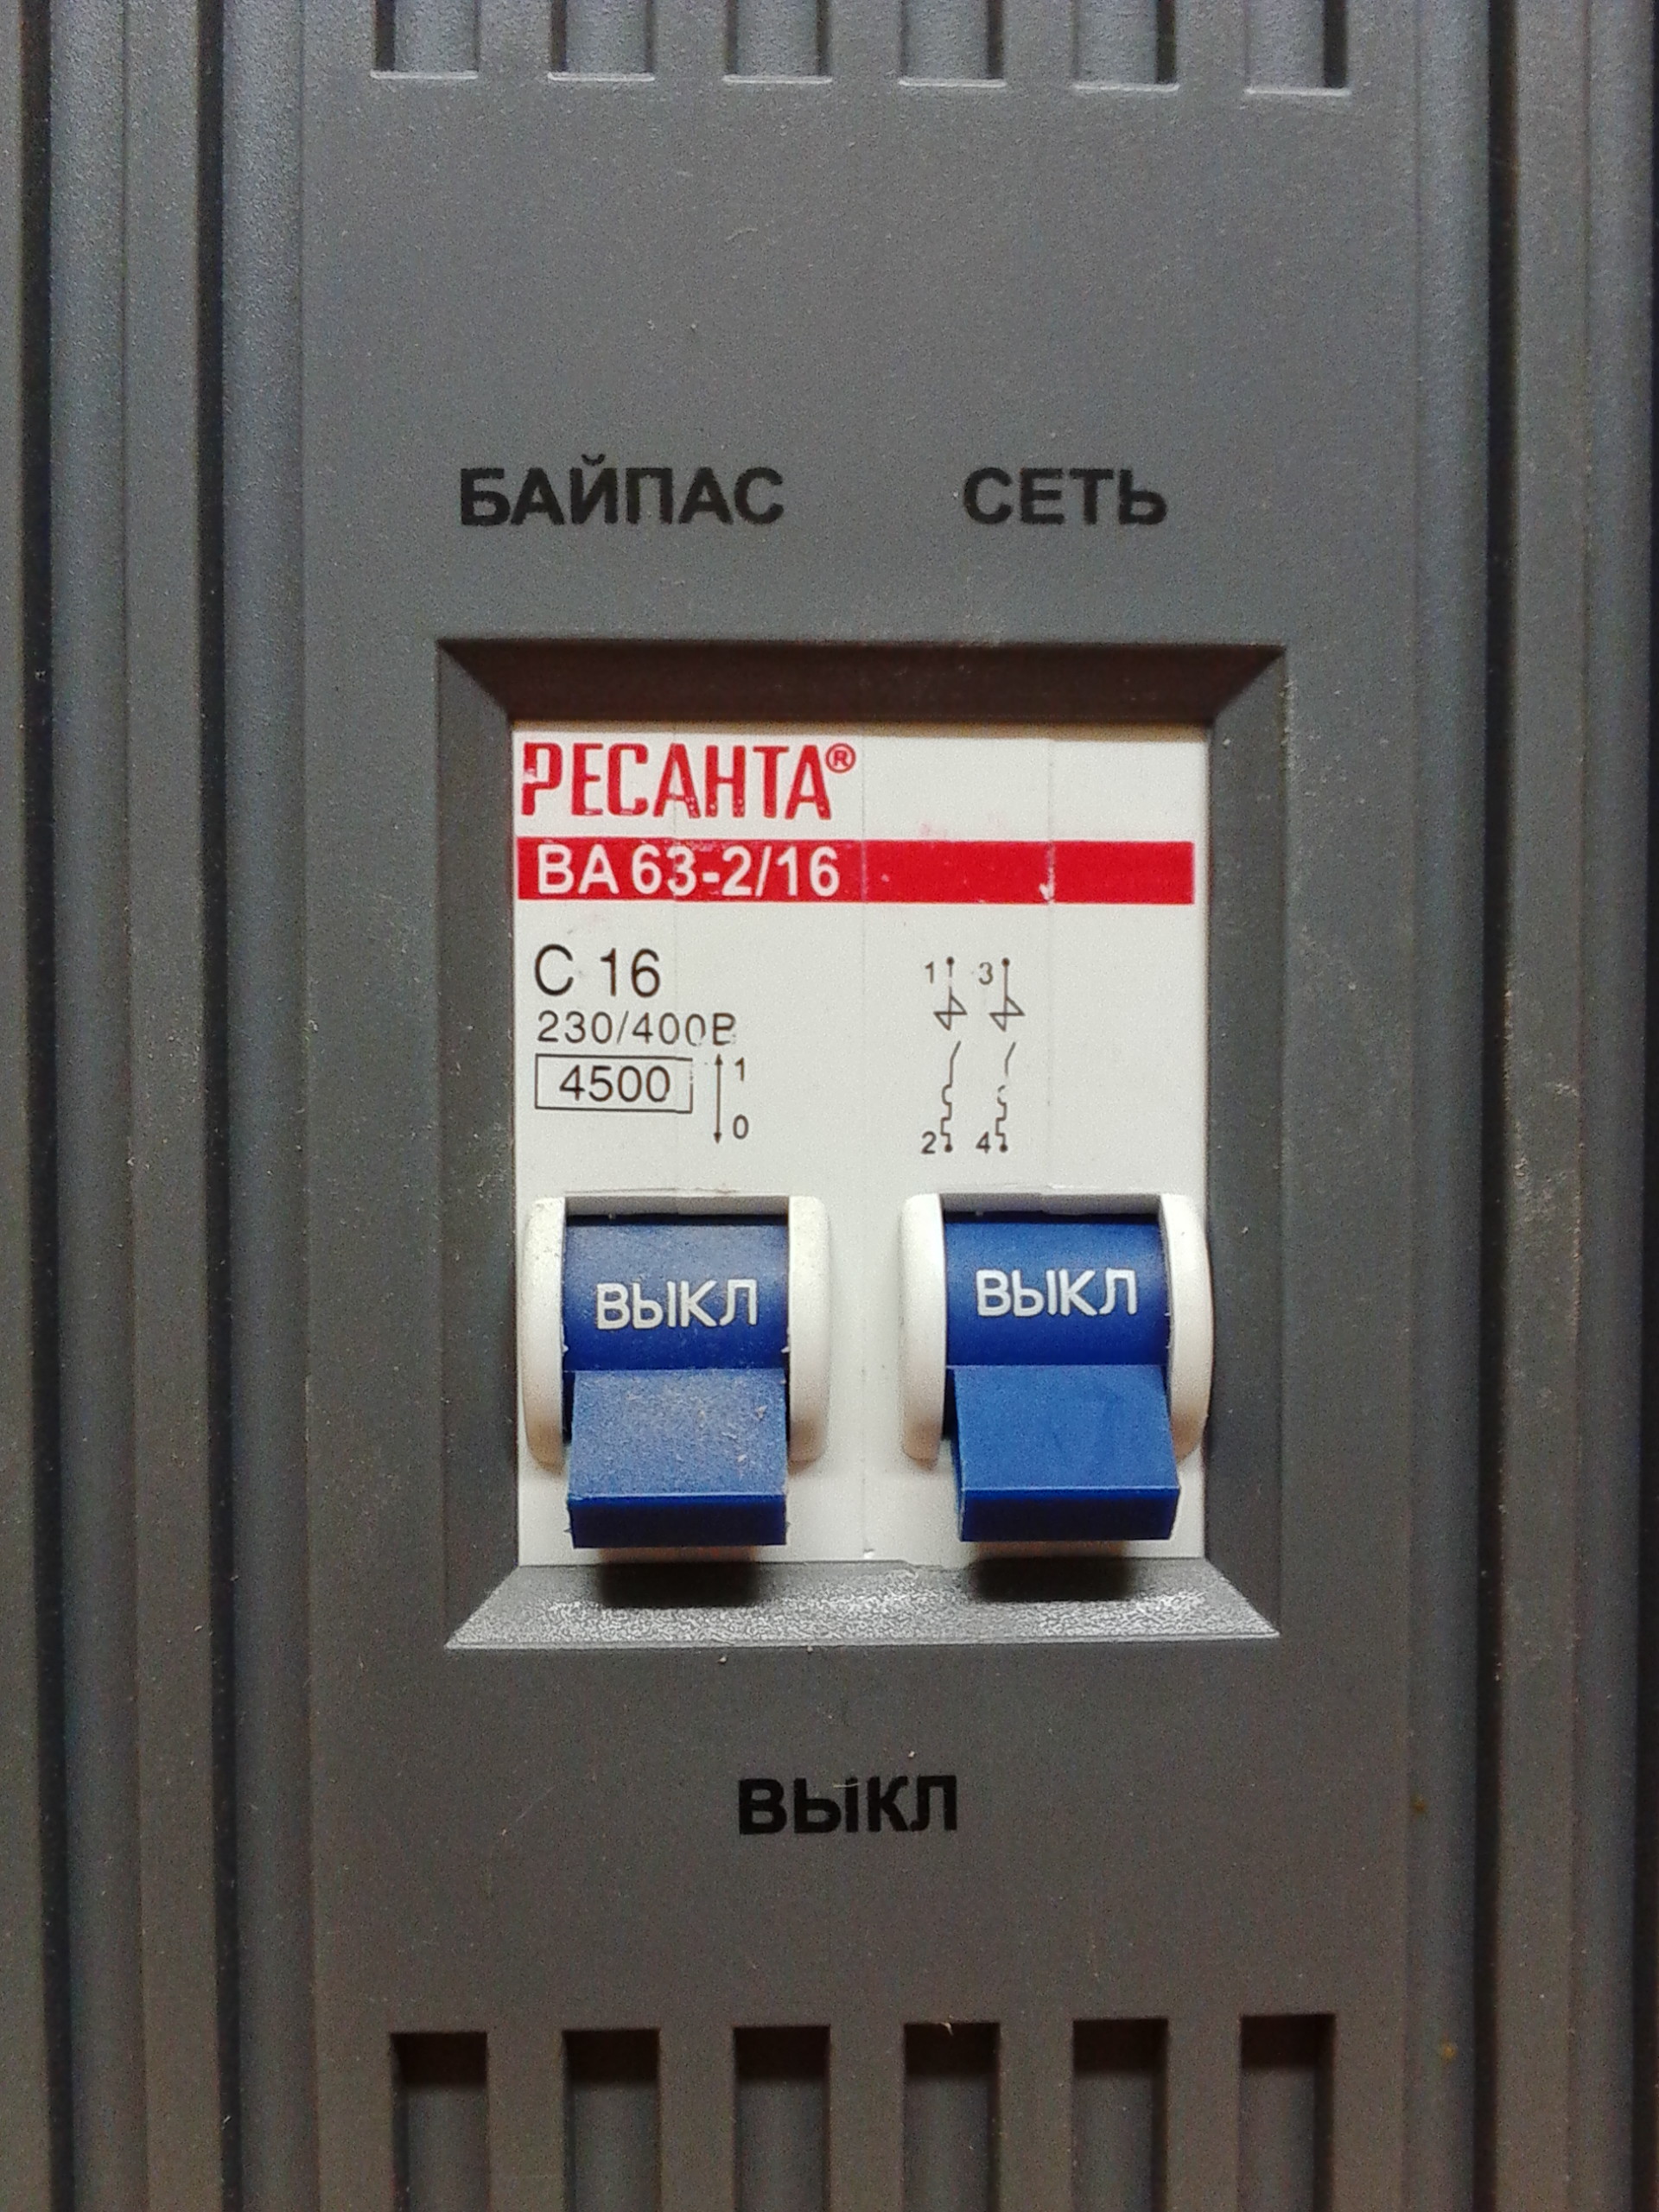 БАЙПАС СЕТЬ
РЕСАНТА®
ВА 63-2/16
С 16
230/400В
4500
1
0
1 3
2 4
ВЫКЛ ВЫКЛ
ВЫКЛ